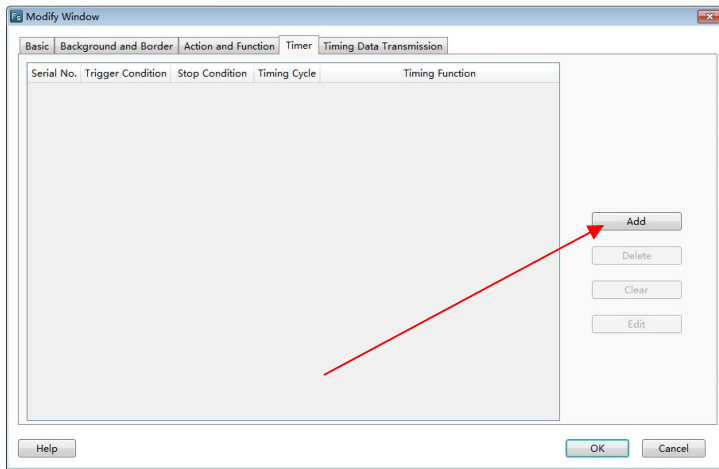 Fs Modify Window
Basic Background and Border Action and Function Timer Timing Data Transmission
Serial No. Trigger Condition Stop Condition Timing Cycle Timing Function
Add
Delete
Clear
Edit
Help OK Cancel